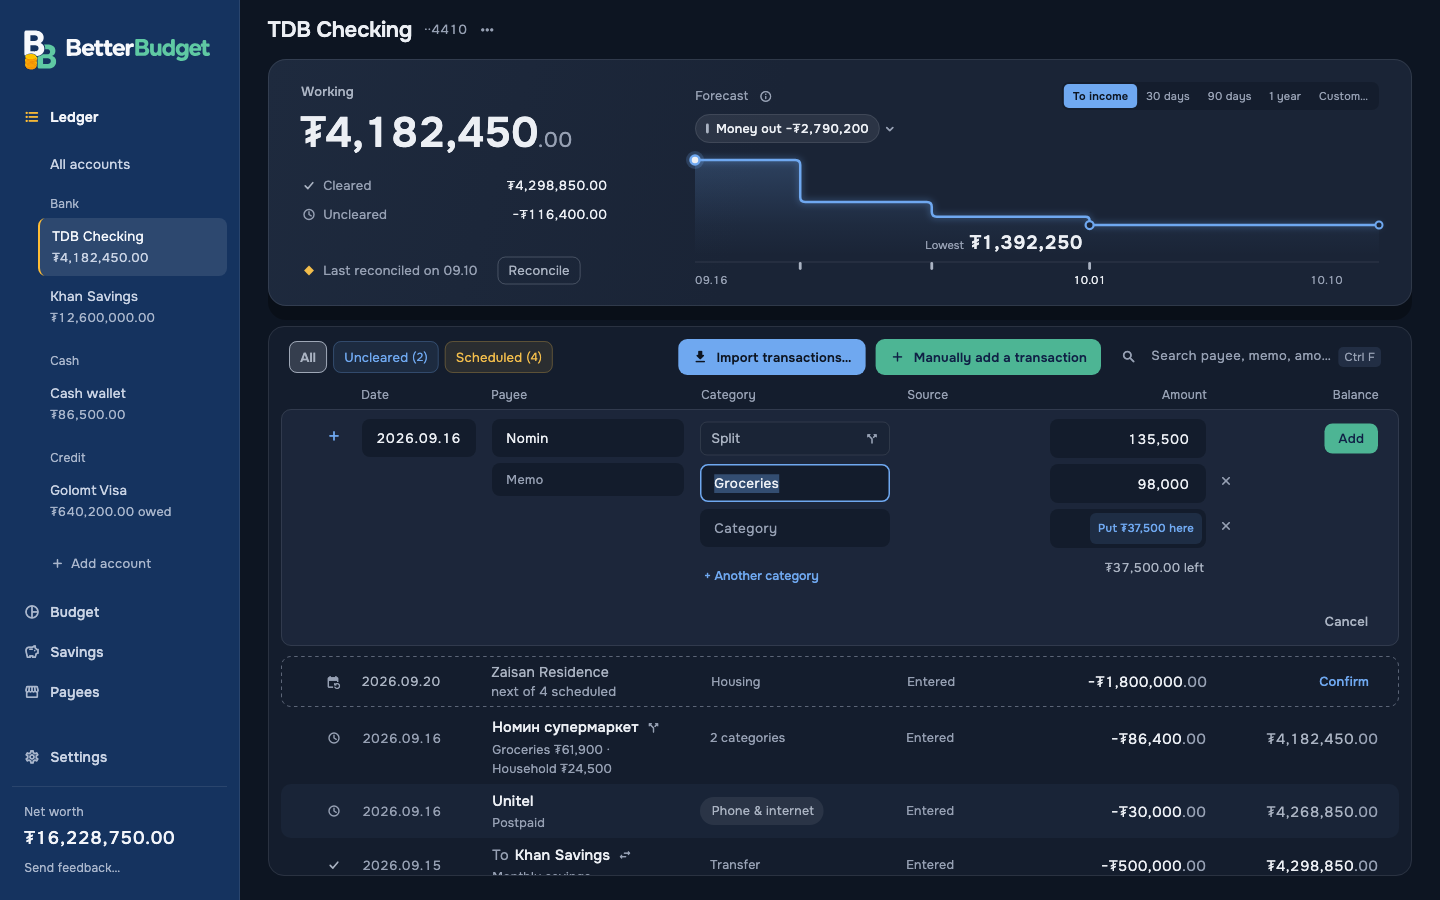 BetterBudget
Ledger
All accounts
Bank
TDB Checking
₮4,182,450.00
Khan Savings
₮12,600,000.00
Cash
Cash wallet
₮86,500.00
Credit
Golomt Visa
₮640,200.00 owed
+ Add account
Budget
Savings
Payees
Settings
Net worth
₮16,228,750.00
Send feedback...
TDB Checking ··4410 •••
Working
₮4,182,450.00
Cleared ₮4,298,850.00
Uncleared -₮116,400.00
Last reconciled on 09.10 Reconcile
Forecast
To income 30 days 90 days 1 year Custom...
Money out -₮2,790,200
Lowest ₮1,392,250
09.16 10.01 10.10
All Uncleared (2) Scheduled (4) Import transactions... + Manually add a transaction Search payee, memo, amo... Ctrl F
Date Payee Category Source Amount Balance
+ 2026.09.16 Nomin Split 135,500 Add
Memo Groceries 98,000 ×
Category Put ₮37,500 here ×
+ Another category ₮37,500.00 left
Cancel
2026.09.20 Zaisan Residence Housing Entered -₮1,800,000.00 Confirm
next of 4 scheduled
2026.09.16 Номин супермаркет 2 categories Entered -₮86,400.00 ₮4,182,450.00
Groceries ₮61,900 ·
Household ₮24,500
2026.09.16 Unitel Phone & internet Entered -₮30,000.00 ₮4,268,850.00
Postpaid
2026.09.15 To Khan Savings Transfer Entered -₮500,000.00 ₮4,298,850.00